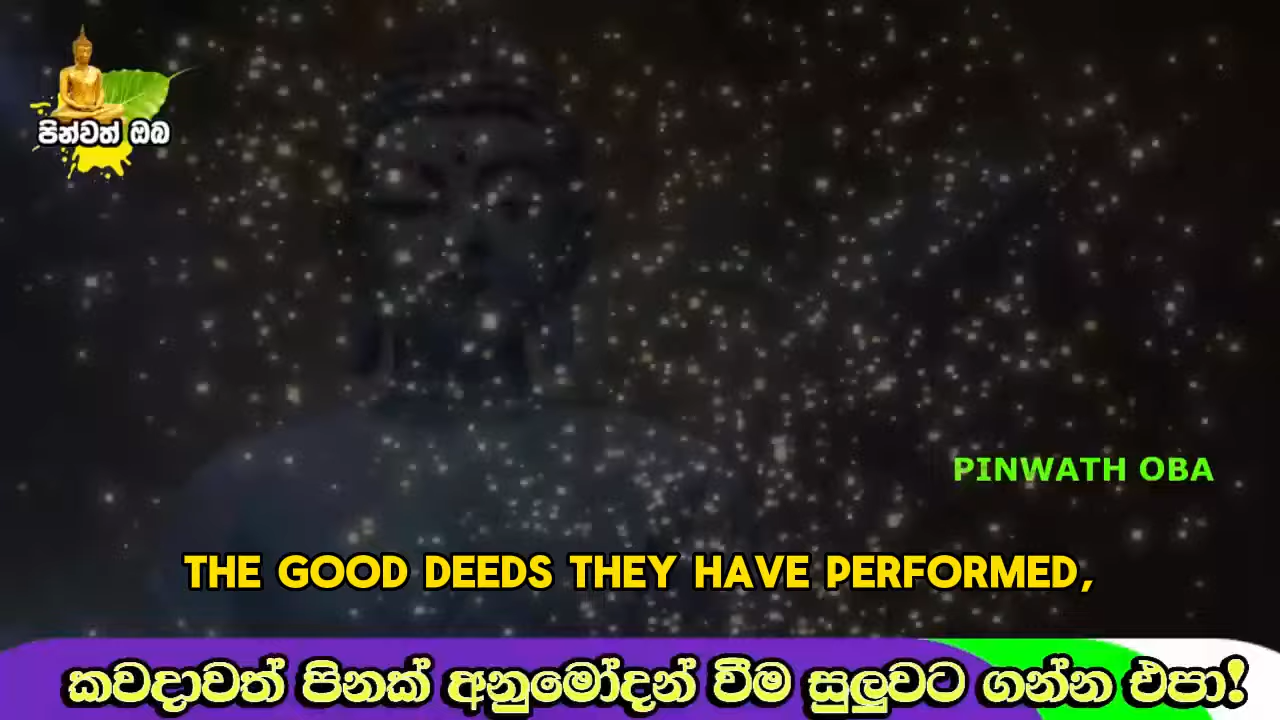 පින්වත් ඔබ
PINWATH OBA
THE GOOD DEEDS THEY HAVE PERFORMED,
කවදාවත් පිනක් අනුමෝදන් වීම සුලුවට ගන්න එපා!